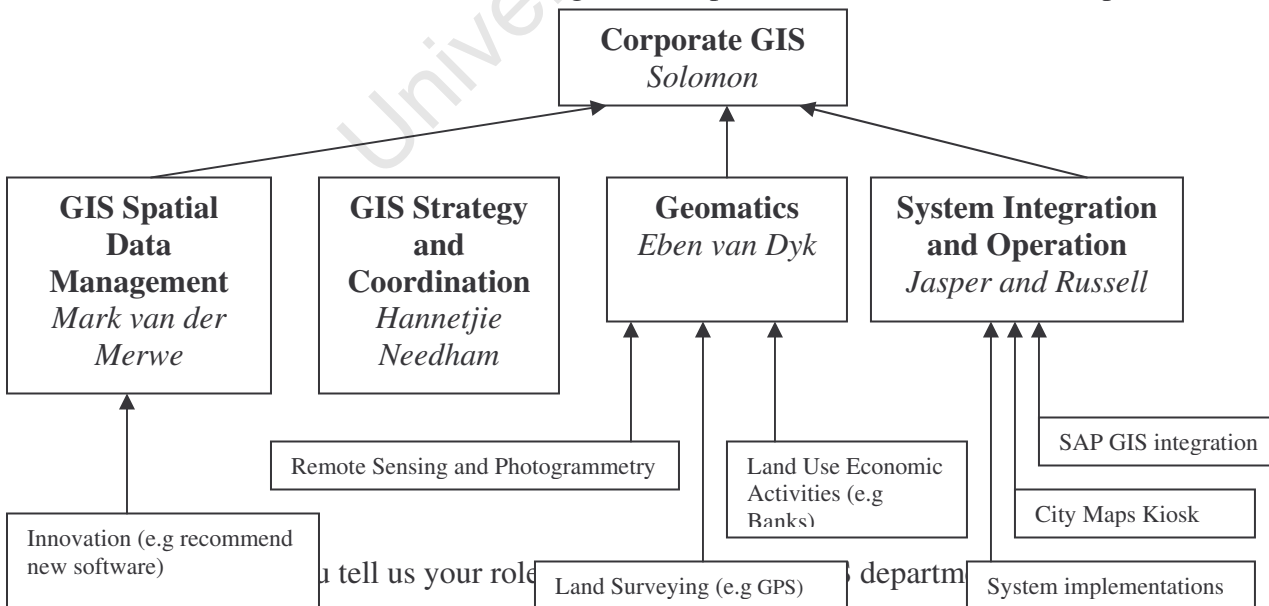 Corporate GIS
Solomon
GIS Spatial
Data
Management
Mark van der
Merwe
GIS Strategy
and
Coordination
Hannetjie
Needham
Geomatics
Eben van Dyk
System Integration
and Operation
Jasper and Russell
SAP GIS integration
Remote Sensing and Photogrammetry
Land Use Economic
Activities (e.g
Banks)
City Maps Kiosk
Innovation (e.g recommend
new software)
tell us your role
Land Surveying (e.g GPS)
System implementations